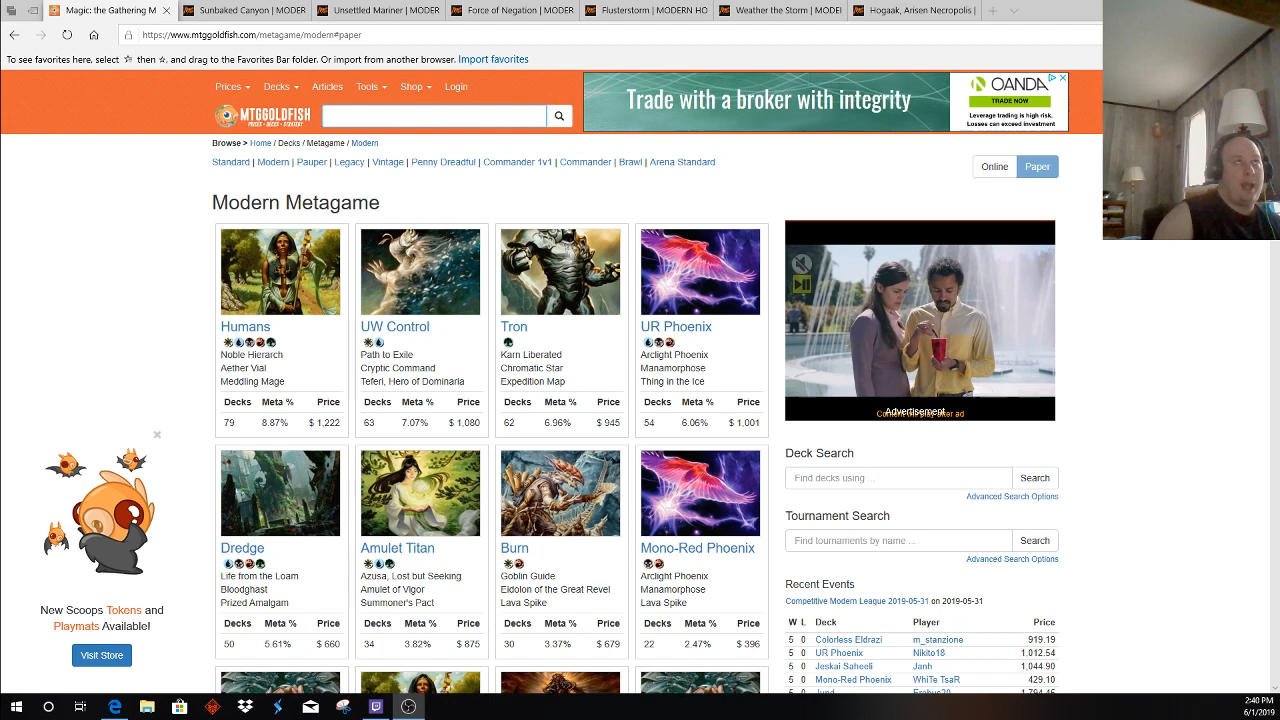 Magic: the Gathering M
Sunbaked Canyon | MODER
Unsettled Mariner | MODER
Force of Negation | MODER
Flusterstorm | MODERN HO
Weather the Storm | MODEI
Hogaak, Arisen Necropolis |
https://www.mtggoldfish.com/metagame/modern#paper
To see favorites here, select ☆ then ☆, and drag to the Favorites Bar folder. Or import from another browser. Import favorites
Prices Decks Articles Tools Shop Login
MTGGOLDFISH
PRICES • DECKS • STRATEGY
Trade with a broker with integrity
OANDA
TRADE NOW
Leverage trading is high risk.
Losses can exceed investment
Browse > Home / Decks / Metagame / Modern
Standard | Modern | Pauper | Legacy | Vintage | Penny Dreadful | Commander 1v1 | Commander | Brawl | Arena Standard
Online Paper
Modern Metagame
Humans
Noble Hierarch
Aether Vial
Meddling Mage
Decks Meta % Price
79 8.87% $ 1,222
UW Control
Path to Exile
Cryptic Command
Teferi, Hero of Dominaria
Decks Meta % Price
63 7.07% $ 1,080
Tron
Karn Liberated
Chromatic Star
Expedition Map
Decks Meta % Price
62 6.96% $ 945
UR Phoenix
Arclight Phoenix
Manamorphose
Thing in the Ice
Decks Meta % Price
54 6.06% $ 1,001
Dredge
Life from the Loam
Bloodghast
Prized Amalgam
Decks Meta % Price
50 5.61% $ 660
Amulet Titan
Azusa, Lost but Seeking
Amulet of Vigor
Summoner's Pact
Decks Meta % Price
34 3.82% $ 875
Burn
Goblin Guide
Eidolon of the Great Revel
Lava Spike
Decks Meta % Price
30 3.37% $ 679
Mono-Red Phoenix
Arclight Phoenix
Manamorphose
Lava Spike
Decks Meta % Price
22 2.47% $ 396
Advertisement
Deck Search
Find decks using ... Search
Advanced Search Options
Tournament Search
Find tournaments by name ... Search
Advanced Search Options
Recent Events
Competitive Modern League 2019-05-31 on 2019-05-31
W L Deck Player Price
5 0 Colorless Eldrazi m_stanzione 919.19
5 0 UR Phoenix Nikito18 1,012.54
5 0 Jeskai Saheeli Janh 1,044.90
5 0 Mono-Red Phoenix WhiTe TsaR 429.10
New Scoops Tokens and
Playmats Available!
Visit Store
2:40 PM
6/1/2019